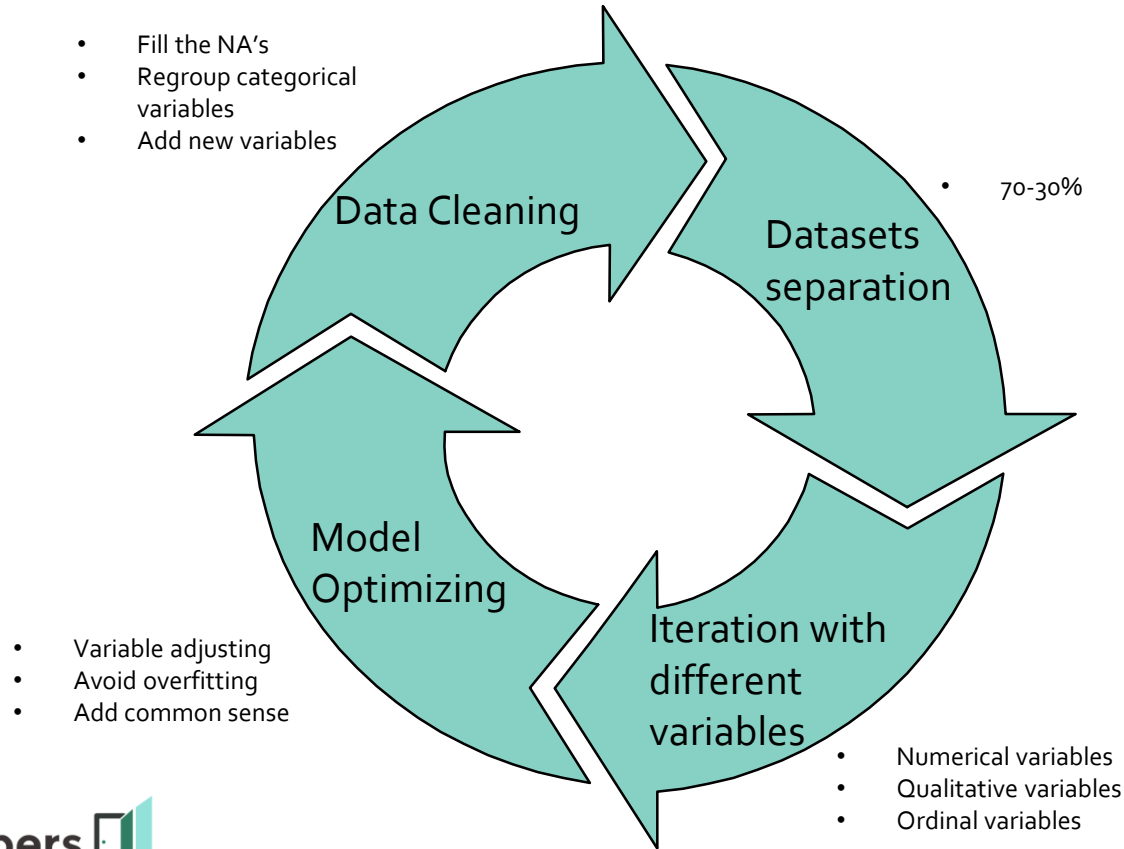 • Fill the NA’s
• Regroup categorical
variables
• Add new variables
Data Cleaning
• 70-30%
Datasets
separation
Model
Optimizing
Iteration with
different
variables
• Variable adjusting
• Avoid overfitting
• Add common sense
• Numerical variables
• Qualitative variables
• Ordinal variables